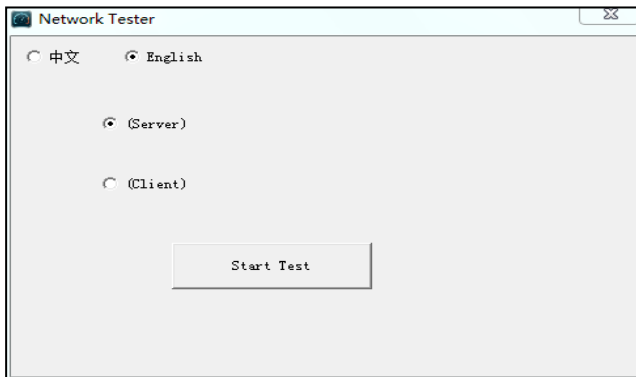 Network Tester
中文 English
(Server)
(Client)
Start Test